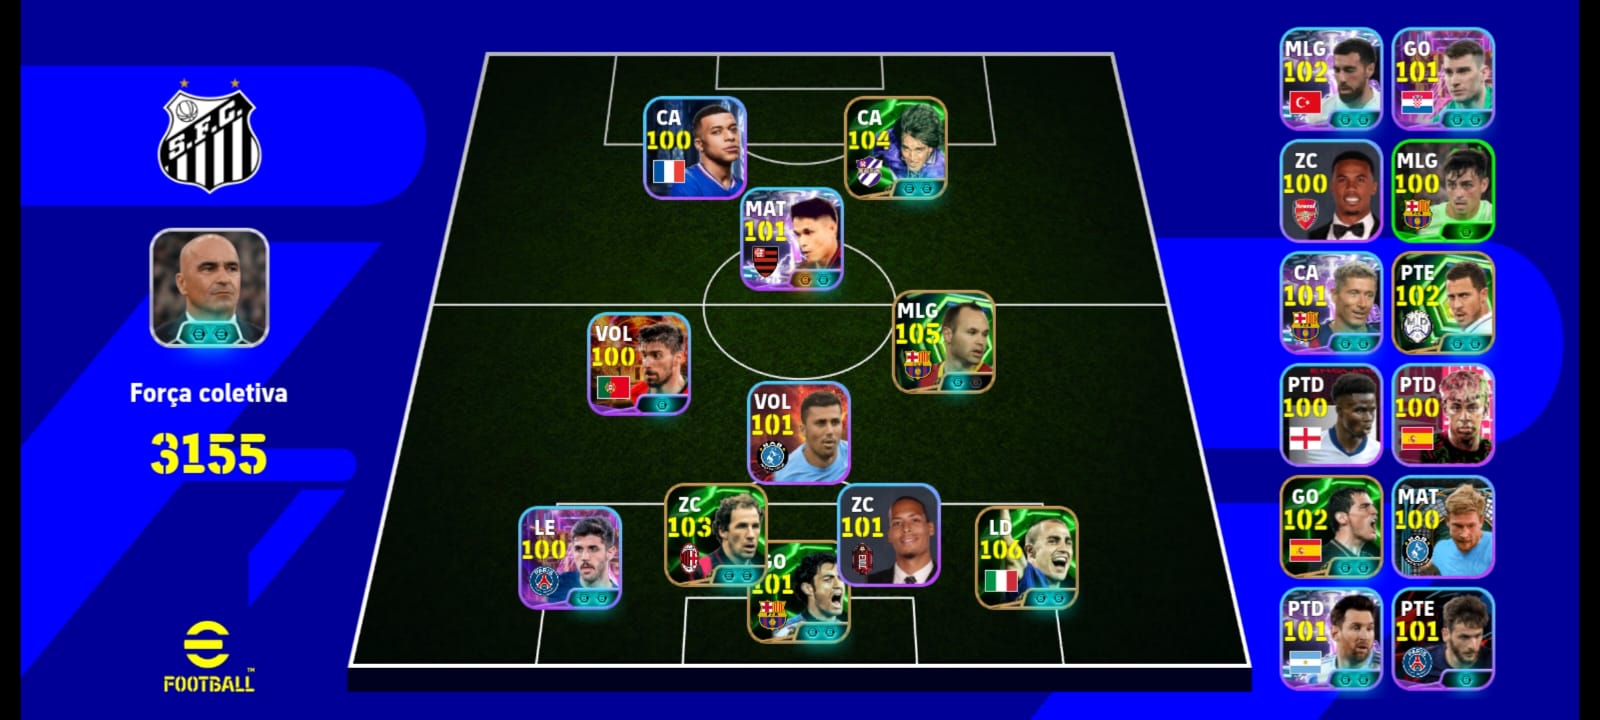 S.F.C.
Força coletiva
3155
FOOTBALL™
CA
100
CA
104
MAT
101
VOL
100
MLG
105
VOL
101
LE
100
ZC
103
ZC
101
LD
106
GO
101
MLG
102
GO
101
ZC
100
MLG
100
CA
101
PTE
102
PTD
100
PTD
100
GO
102
MAT
100
PTD
101
PTE
101